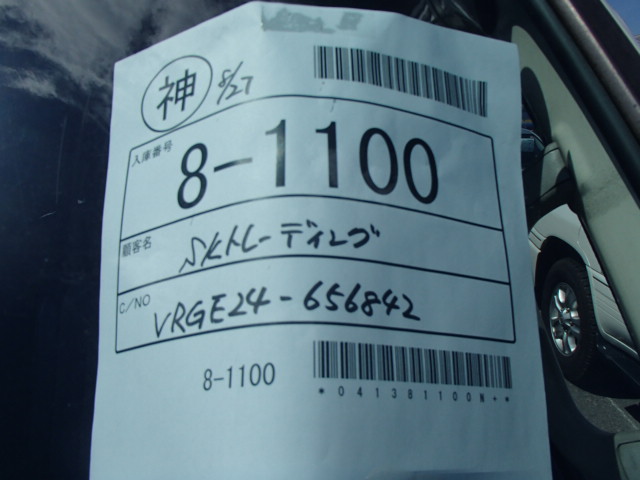 神 8/27
入庫番号
8-1100
顧客名
SKトレーディング
C/NO
VRGE24-656842
8-1100
*041381100N+*